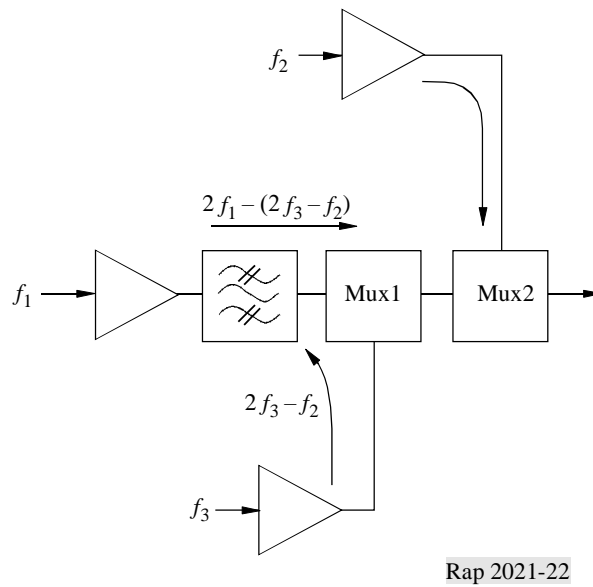 f₂
2 f₁ – (2 f₃ – f₂)
f₁
Mux1
Mux2
2 f₃ – f₂
f₃
Rap 2021-22